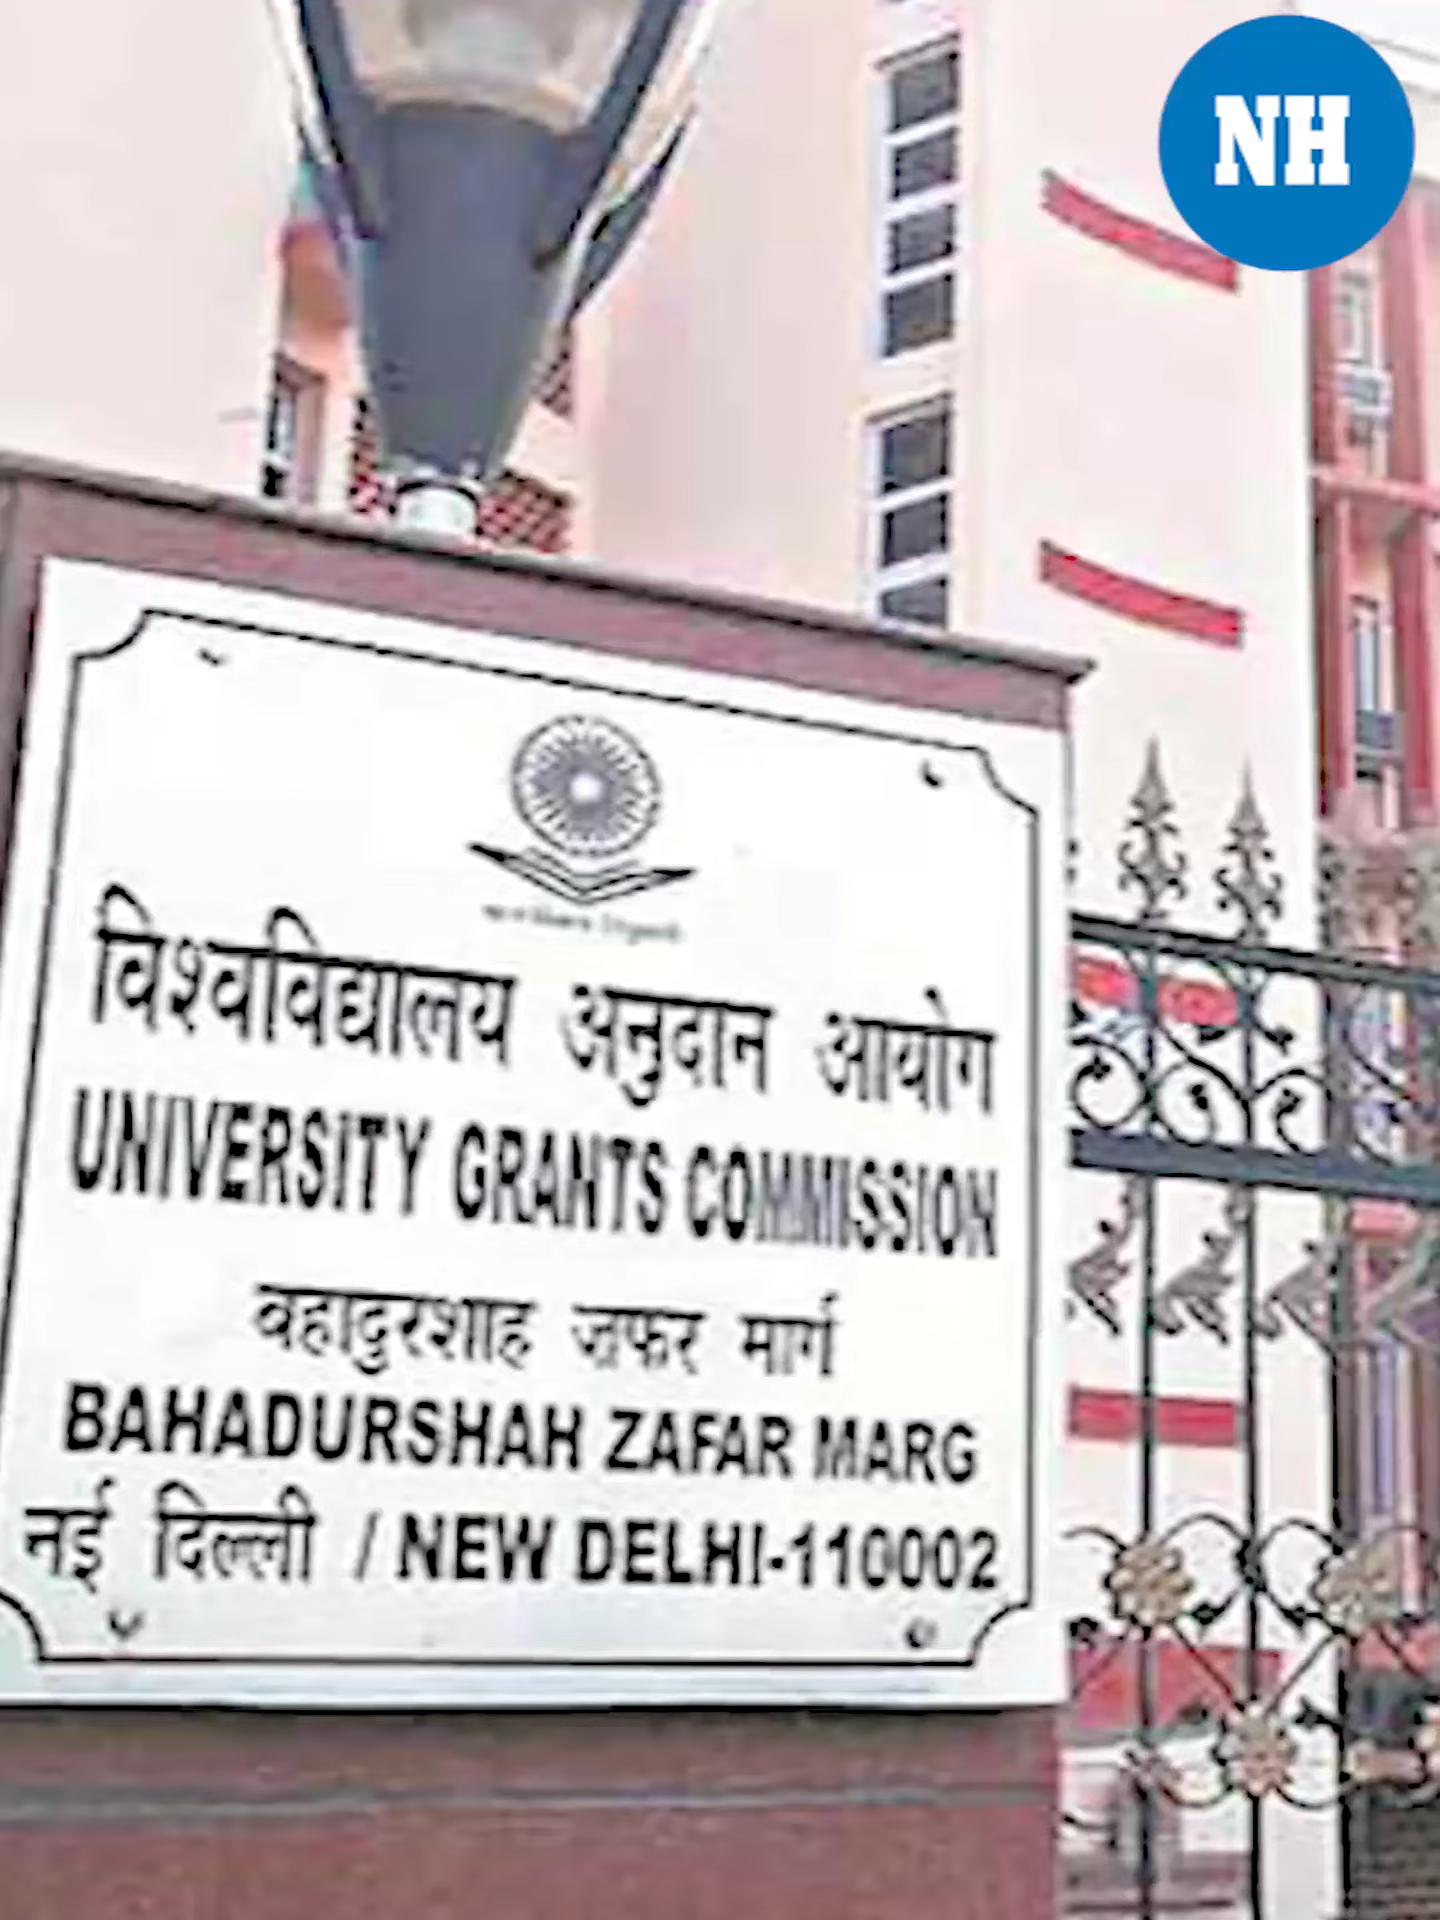 NH
विश्वविद्यालय अनुदान आयोग
UNIVERSITY GRANTS COMMISSION
बहादुरशाह ज़फर मार्ग
BAHADURSHAH ZAFAR MARG
नई दिल्ली / NEW DELHI-110002